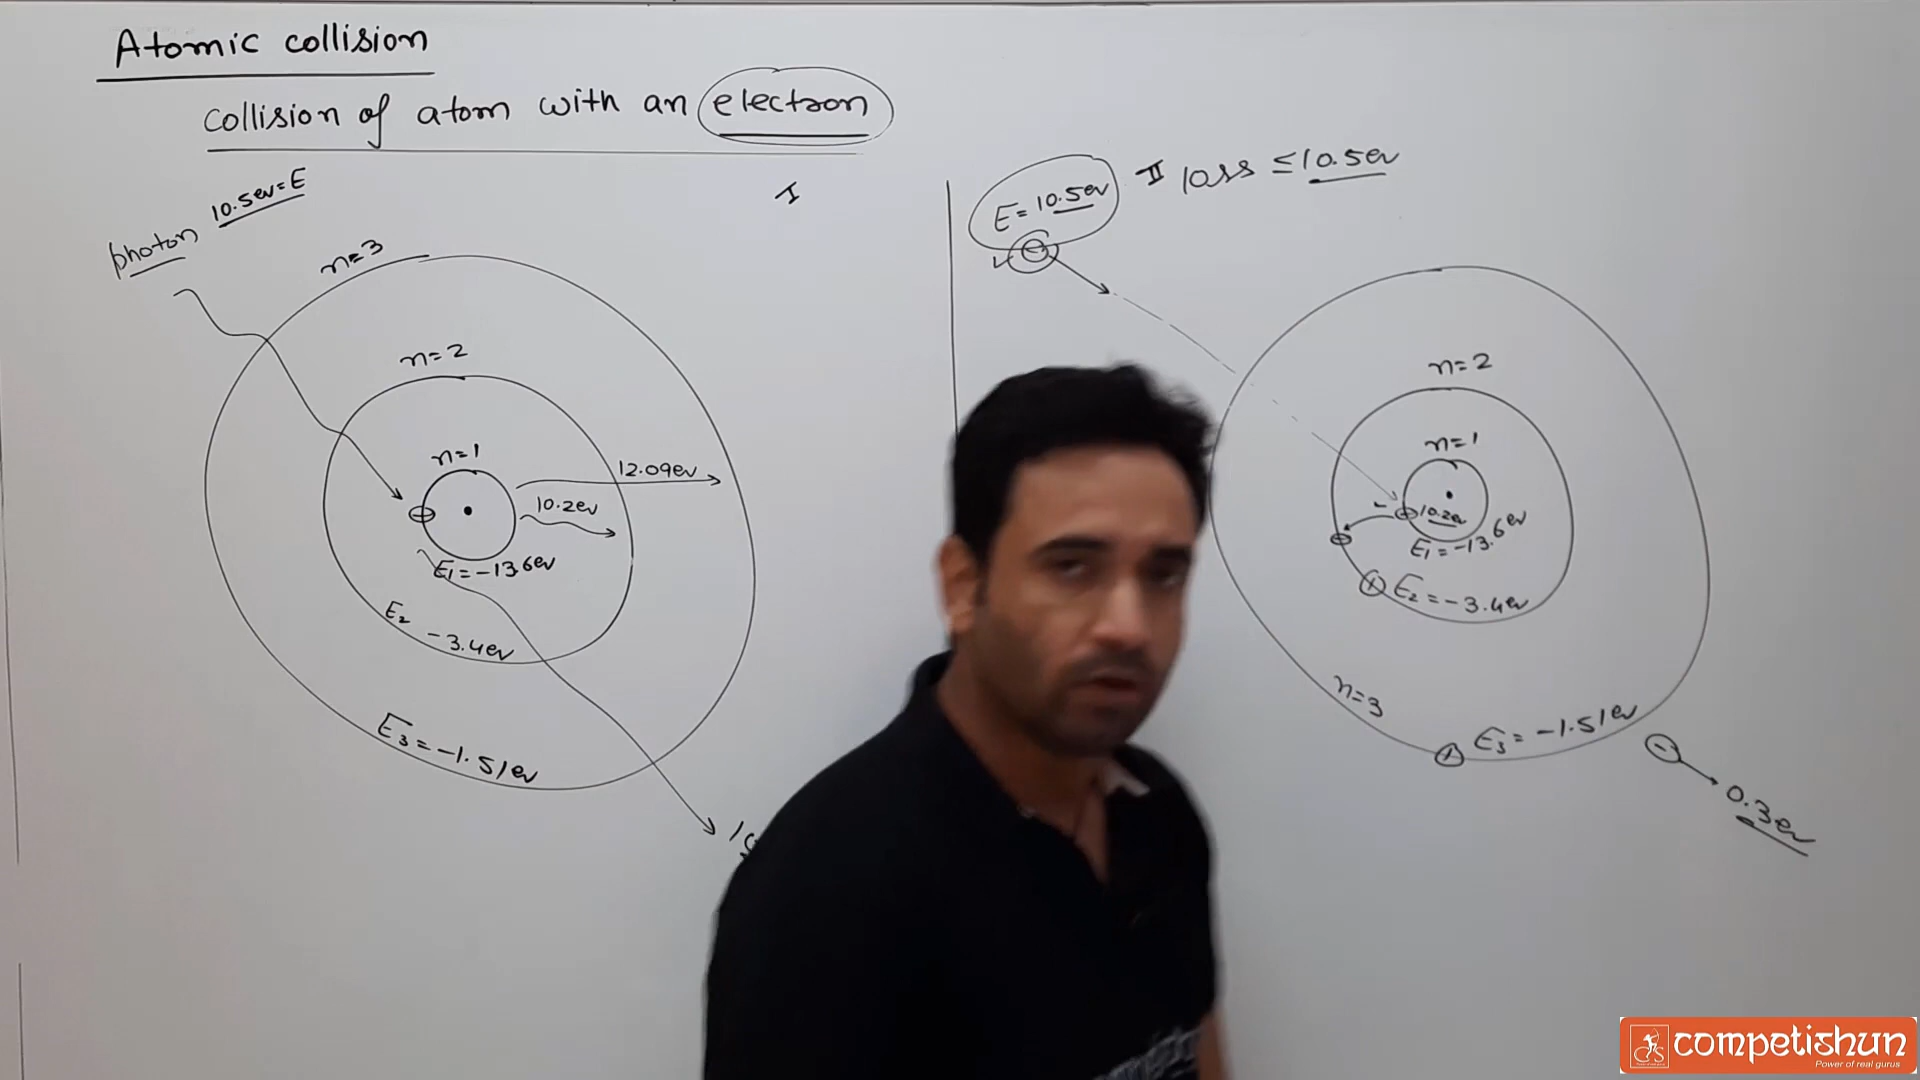 Atomic collision
collision of atom with an electron
photon 10.5ev=E
I
n=3
n=2
n=1
12.09ev
10.2ev
E₁=-13.6ev
E₂ -3.4ev
E₃=-1.51ev
E=10.5ev
II loss ≤10.5ev
n=2
n=1
10.2ev
E₁=-13.6ev
E₂=-3.4ev
n=3
E₃=-1.51ev
0.3ev
competishun
Power of real gurus